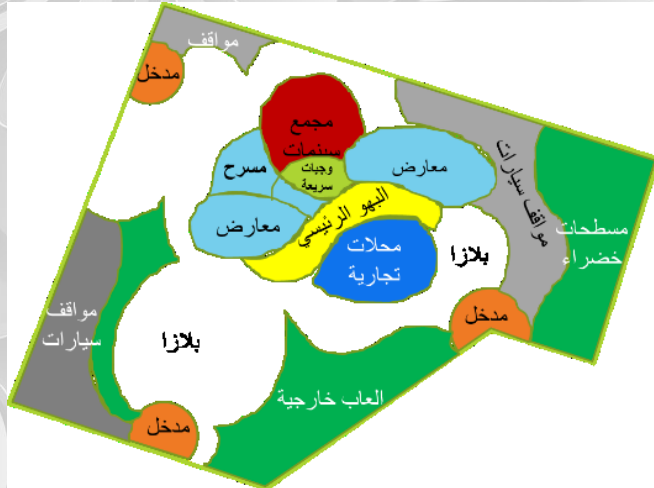 مواقف
مدخل
مجمع
سينمات
وجبات
سريعة
مسرح
معارض
معارض
البهو الرئيسي
محلات
تجارية
بلازا
مواقف سيارات
مسطحات
خضراء
مدخل
مواقف
سيارات
بلازا
العاب خارجية
مدخل